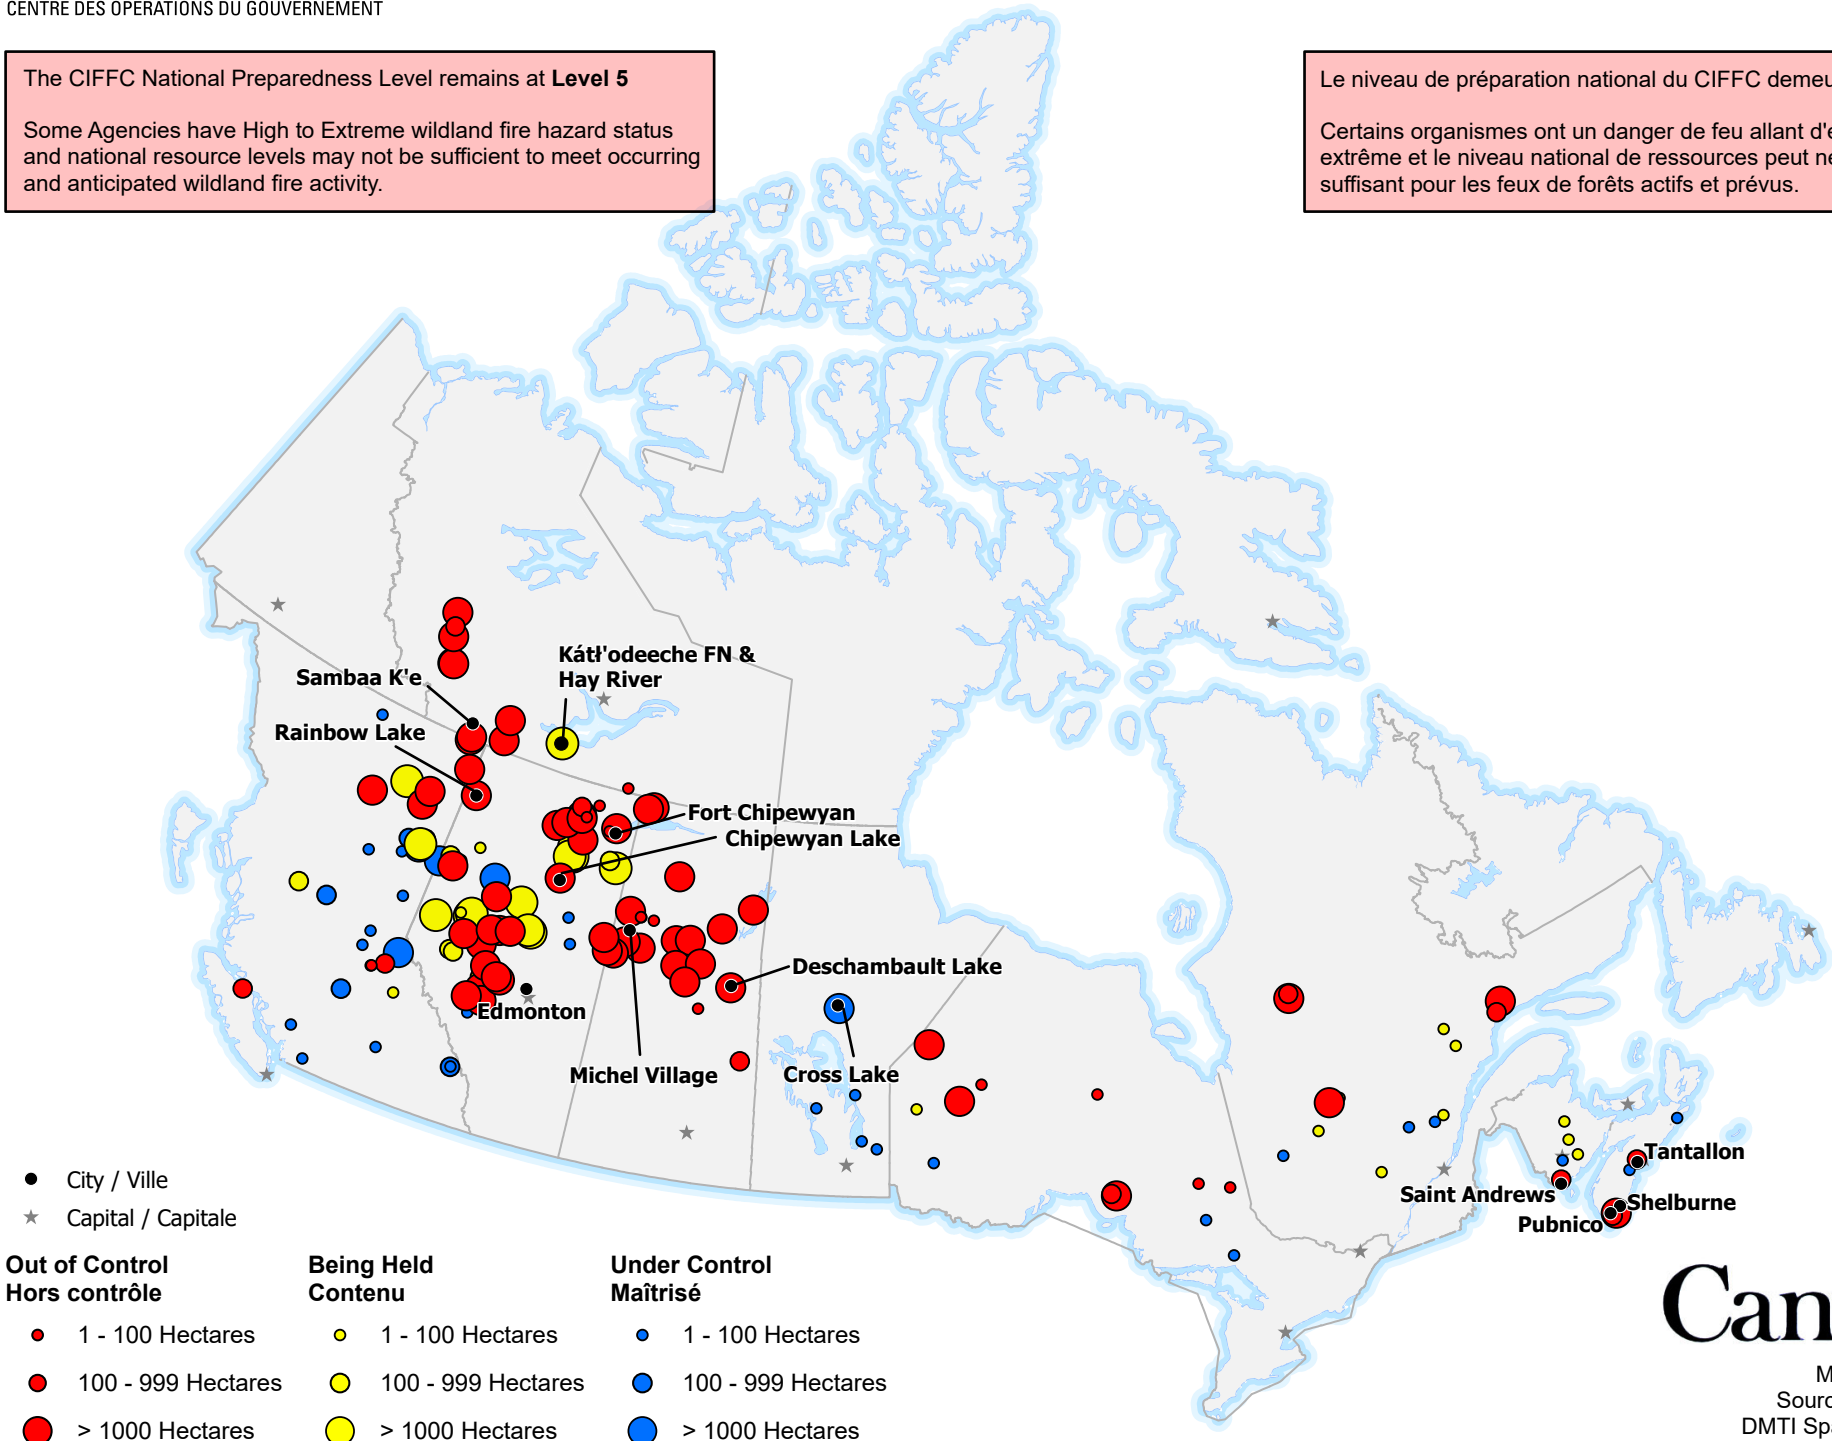 CENTRE DES OPÉRATIONS DU GOUVERNEMENT
The CIFFC National Preparedness Level remains at Level 5
Some Agencies have High to Extreme wildland fire hazard status
and national resource levels may not be sufficient to meet occurring
and anticipated wildland fire activity.
Le niveau de préparation national du CIFFC demeu
Certains organismes ont un danger de feu allant d'é
extrême et le niveau national de ressources peut ne
suffisant pour les feux de forêts actifs et prévus.
Kátł'odeeche FN &
Hay River
Sambaa K'e
Rainbow Lake
Fort Chipewyan
Chipewyan Lake
Deschambault Lake
Edmonton
Michel Village
Cross Lake
Tantallon
Saint Andrews
Shelburne
Pubnico
City / Ville
Capital / Capitale
Out of Control
Hors contrôle
1 - 100 Hectares
100 - 999 Hectares
> 1000 Hectares
Being Held
Contenu
1 - 100 Hectares
100 - 999 Hectares
> 1000 Hectares
Under Control
Maîtrisé
1 - 100 Hectares
100 - 999 Hectares
> 1000 Hectares
Can
M
Sourc
DMTI Spa